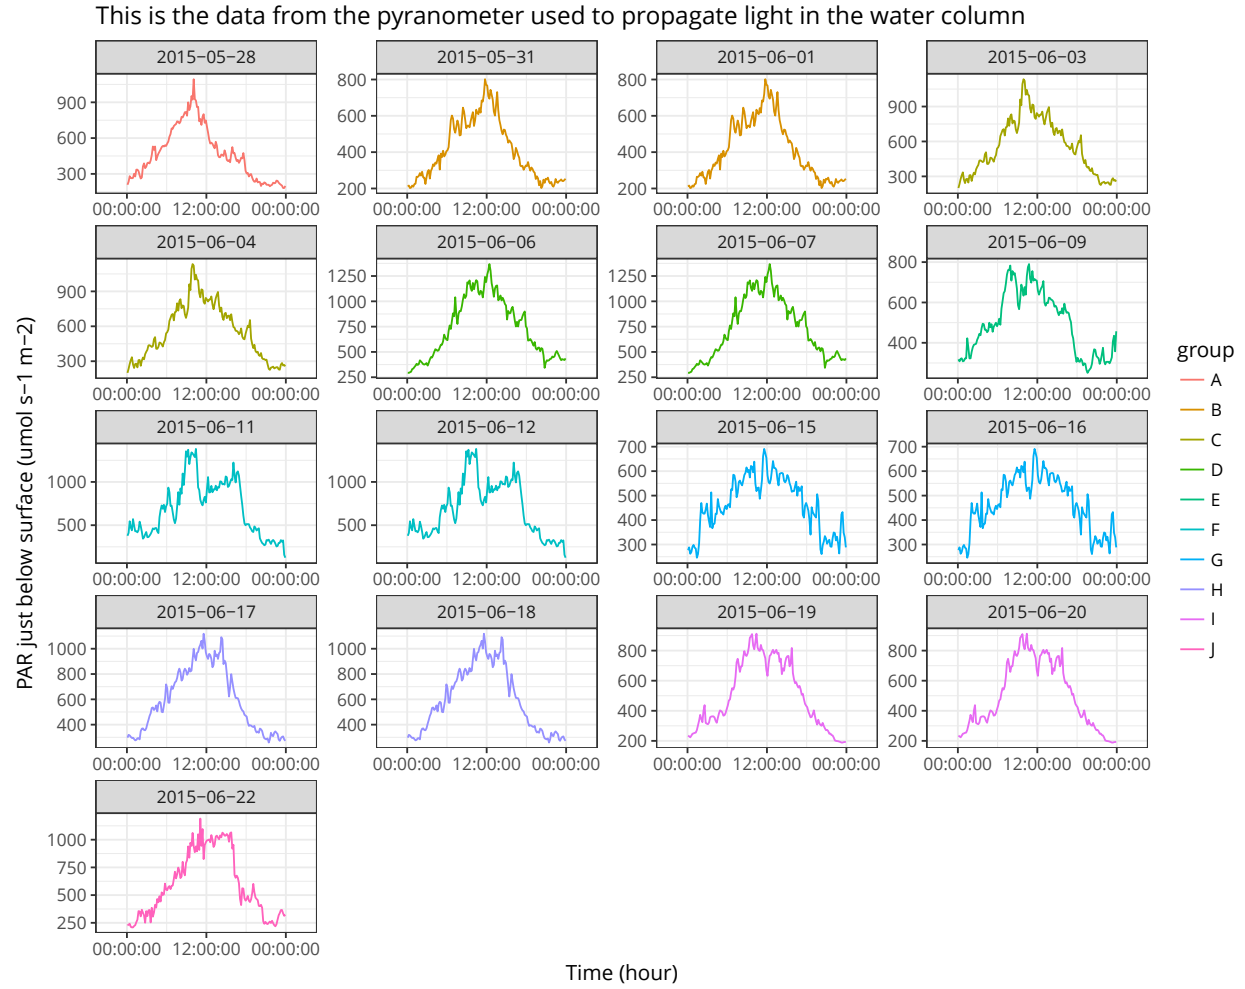 This is the data from the pyranometer used to propagate light in the water column
2015−05−28 2015−05−31 2015−06−01 2015−06−03
900 600 300
800 600 400 200
800 600 400 200
900 600 300
00:00:00 12:00:00 00:00:00 00:00:00 12:00:00 00:00:00 00:00:00 12:00:00 00:00:00 00:00:00 12:00:00 00:00:00
2015−06−04 2015−06−06 2015−06−07 2015−06−09
900 600 300
1250 1000 750 500 250
1250 1000 750 500 250
800 600 400
00:00:00 12:00:00 00:00:00 00:00:00 12:00:00 00:00:00 00:00:00 12:00:00 00:00:00 00:00:00 12:00:00 00:00:00
2015−06−11 2015−06−12 2015−06−15 2015−06−16
1000 500
1000 500
700 600 500 400 300
700 600 500 400 300
00:00:00 12:00:00 00:00:00 00:00:00 12:00:00 00:00:00 00:00:00 12:00:00 00:00:00 00:00:00 12:00:00 00:00:00
2015−06−17 2015−06−18 2015−06−19 2015−06−20
1000 800 600 400
1000 800 600 400
800 600 400 200
800 600 400 200
00:00:00 12:00:00 00:00:00 00:00:00 12:00:00 00:00:00 00:00:00 12:00:00 00:00:00 00:00:00 12:00:00 00:00:00
2015−06−22
1000 750 500 250
00:00:00 12:00:00 00:00:00
Time (hour)
PAR just below surface (umol s−1 m−2)
group
A
B
C
D
E
F
G
H
I
J